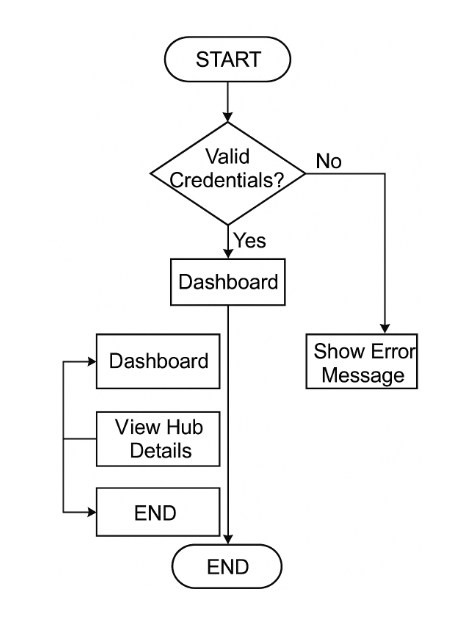 START
Valid
Credentials?
No
Yes
Dashboard
Dashboard
Show Error
Message
View Hub
Details
END
END